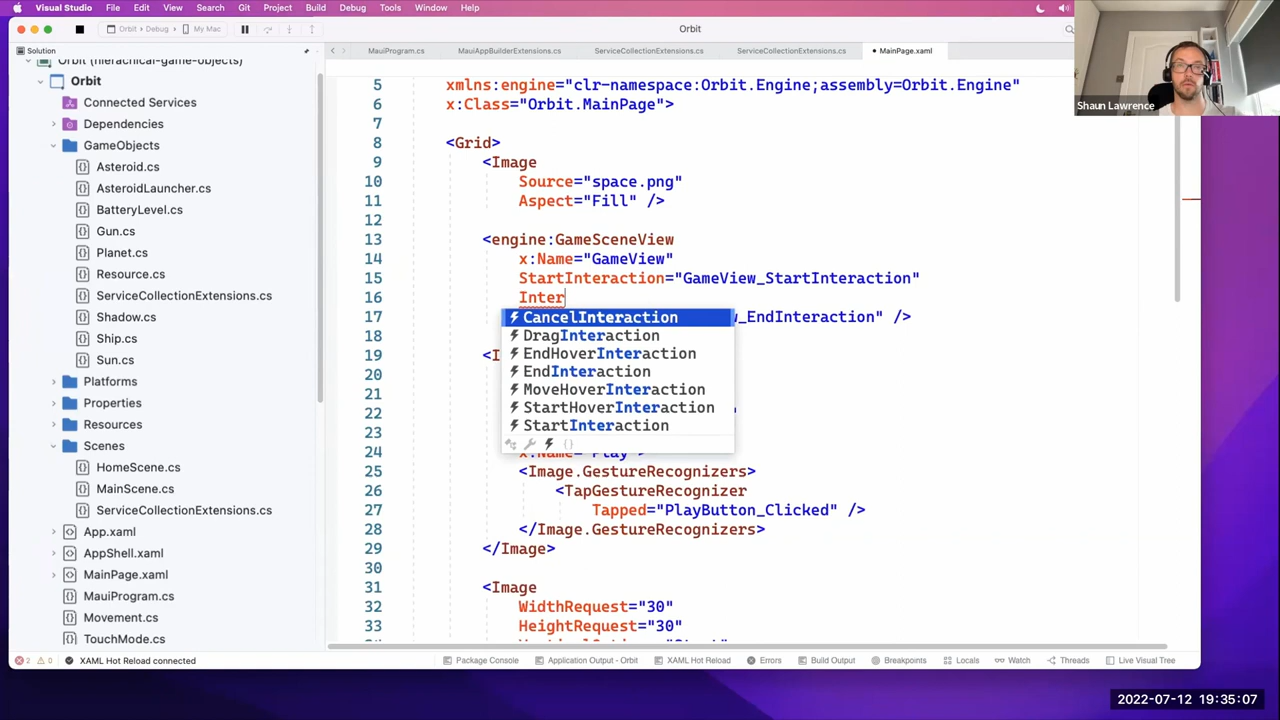 Visual Studio File Edit View Search Git Project Build Debug Tools Window Help
Orbit › Debug › My Mac
Orbit
Solution
MauiProgram.cs MauiAppBuilderExtensions.cs ServiceCollectionExtensions.cs ServiceCollectionExtensions.cs MainPage.xaml
Orbit (hierachical-game-objects)
Orbit
Connected Services
Dependencies
GameObjects
Asteroid.cs
AsteroidLauncher.cs
BatteryLevel.cs
Gun.cs
Planet.cs
Resource.cs
ServiceCollectionExtensions.cs
Shadow.cs
Ship.cs
Sun.cs
Platforms
Properties
Resources
Scenes
HomeScene.cs
MainScene.cs
ServiceCollectionExtensions.cs
App.xaml
AppShell.xaml
MainPage.xaml
MauiProgram.cs
Movement.cs
TouchMode.cs
5 xmlns:engine="clr-namespace:Orbit.Engine;assembly=Orbit.Engine"
6 x:Class="Orbit.MainPage">
7
8 <Grid>
9 <Image
10 Source="space.png"
11 Aspect="Fill" />
12
13 <engine:GameSceneView
14 x:Name="GameView"
15 StartInteraction="GameView_StartInteraction"
16 Inter
17 w_EndInteraction" />
19 <I
20
21
22
23
24 x:Name="Play">
25 <Image.GestureRecognizers>
26 <TapGestureRecognizer
27 Tapped="PlayButton_Clicked" />
28 </Image.GestureRecognizers>
29 </Image>
30
31 <Image
32 WidthRequest="30"
33 HeightRequest="30"
CancelInteraction
DragInteraction
EndHoverInteraction
EndInteraction
MoveHoverInteraction
StartHoverInteraction
StartInteraction
Shaun Lawrence
2 0 XAML Hot Reload connected
Package Console Application Output - Orbit XAML Hot Reload Errors Build Output Breakpoints Locals Watch Threads Live Visual Tree
2022-07-12 19:35:07